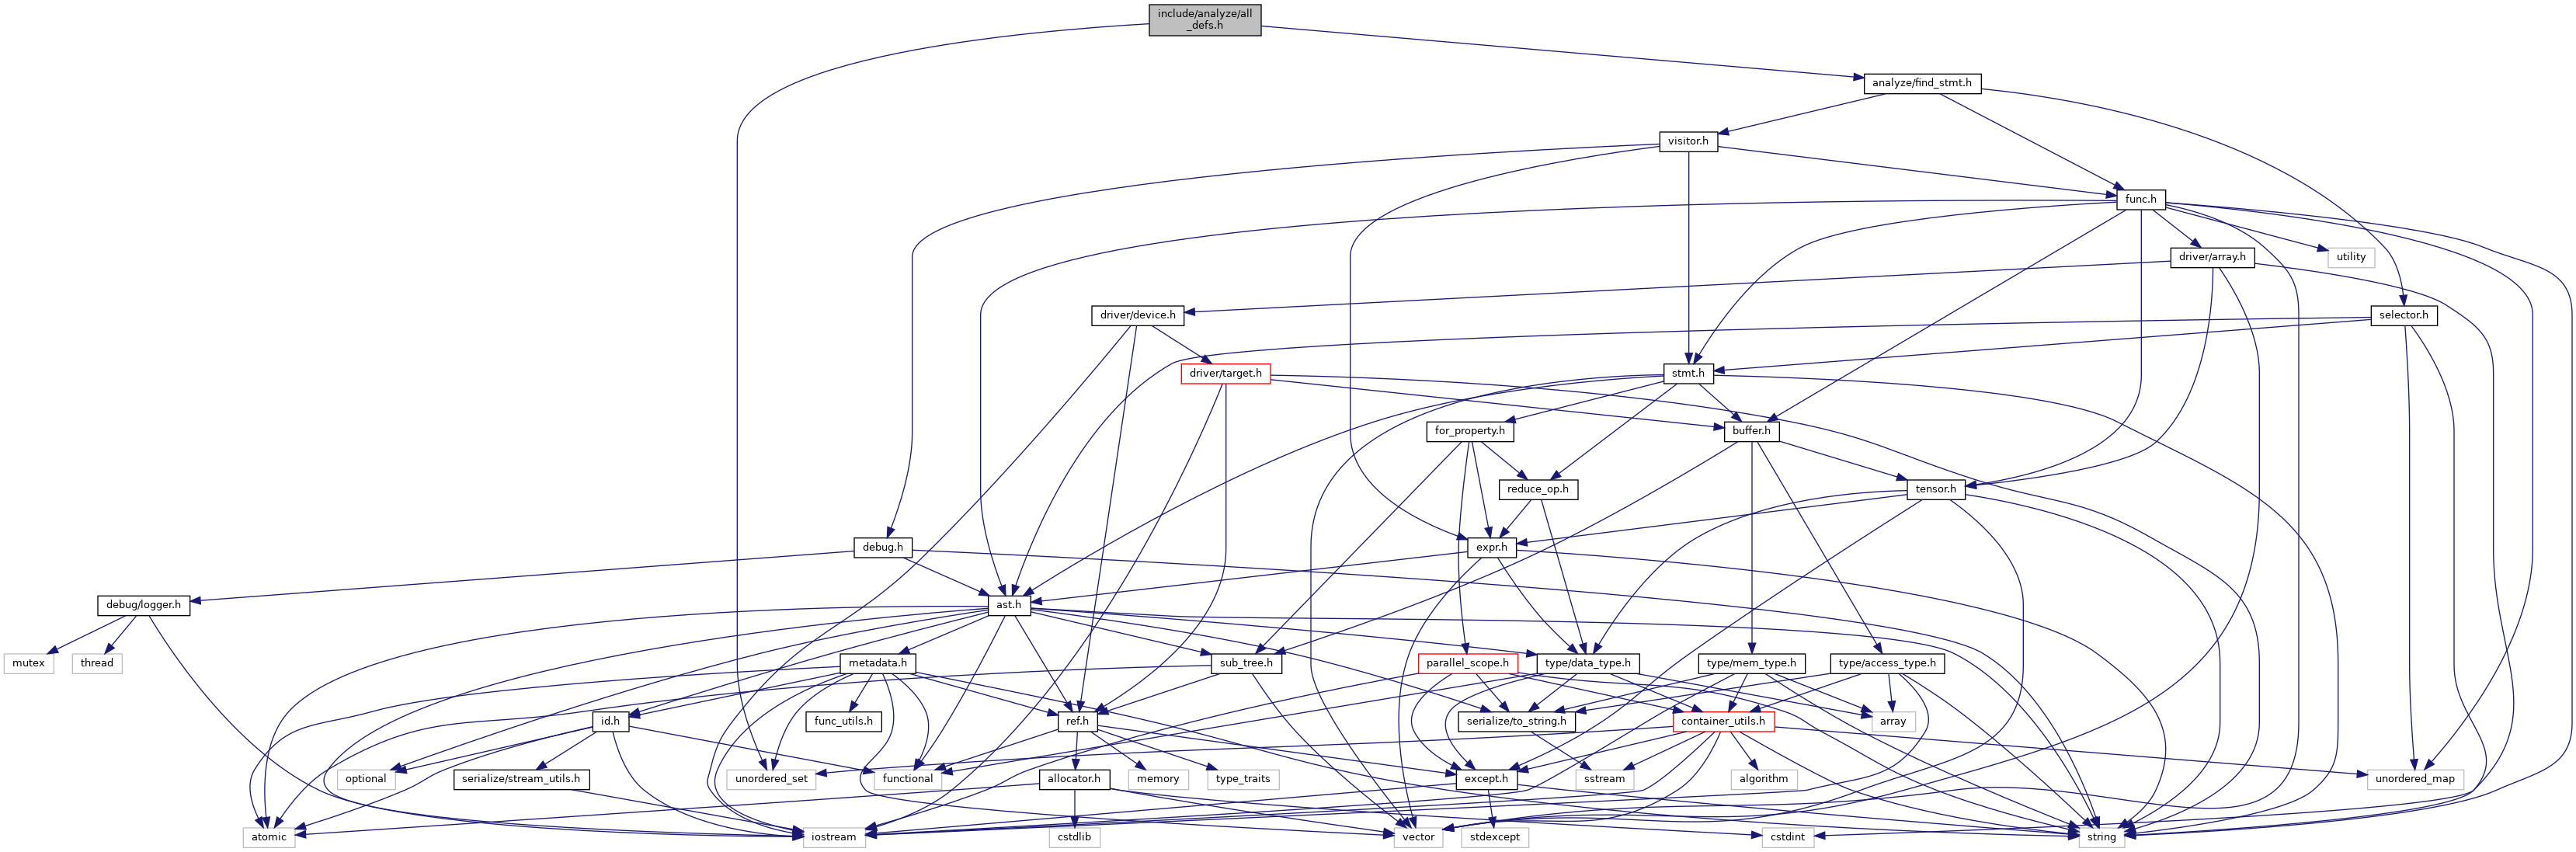 include/analyze/all
_defs.h
analyze/find_stmt.h
visitor.h
func.h
driver/array.h
utility
driver/device.h
selector.h
driver/target.h
stmt.h
for_property.h
buffer.h
reduce_op.h
tensor.h
debug.h
expr.h
debug/logger.h
ast.h
mutex
thread
metadata.h
sub_tree.h
parallel_scope.h
type/data_type.h
type/mem_type.h
type/access_type.h
id.h
func_utils.h
ref.h
serialize/to_string.h
container_utils.h
array
optional
serialize/stream_utils.h
unordered_set
functional
allocator.h
memory
type_traits
except.h
sstream
algorithm
unordered_map
atomic
iostream
cstdlib
vector
stdexcept
cstdint
string